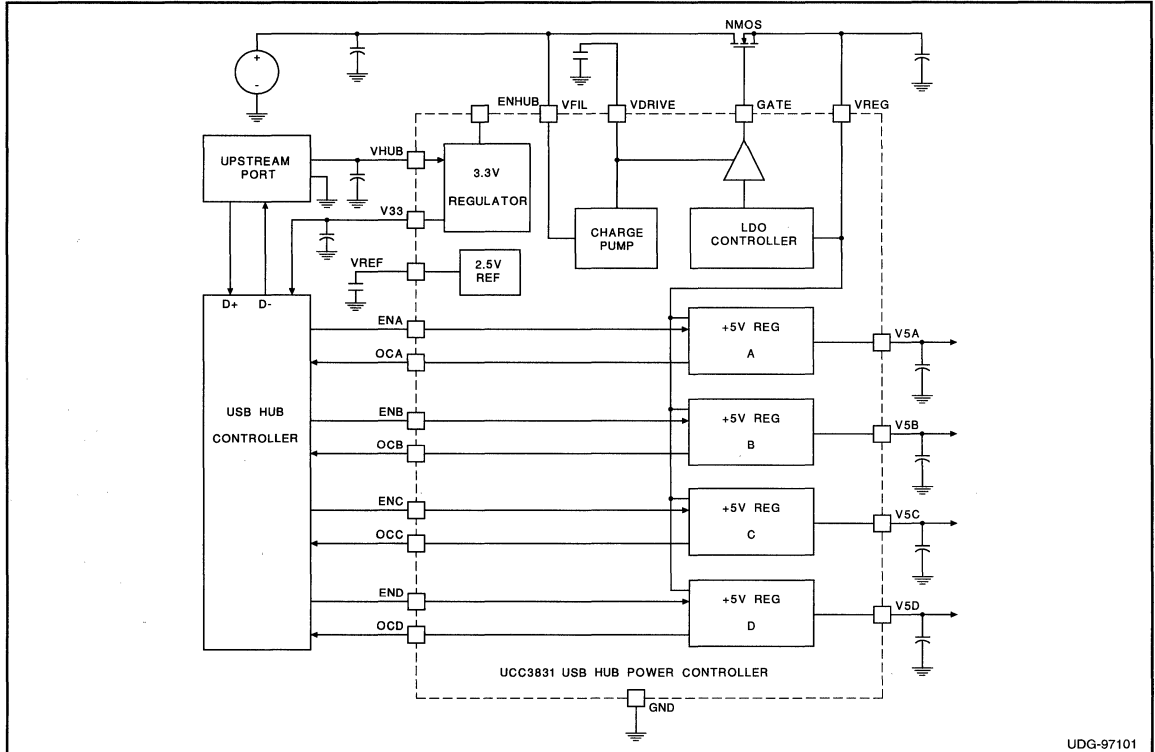 NMOS
+
-
ENHUB
VFIL
VDRIVE
GATE
VREG
UPSTREAM
PORT
VHUB
3.3V
REGULATOR
V33
CHARGE
PUMP
LDO
CONTROLLER
VREF
2.5V
REF
D+ D-
USB HUB
CONTROLLER
ENA
OCA
+5V REG
A
V5A
ENB
OCB
+5V REG
B
V5B
ENC
OCC
+5V REG
C
V5C
END
OCD
+5V REG
D
V5D
UCC3831 USB HUB POWER CONTROLLER
GND
UDG-97101